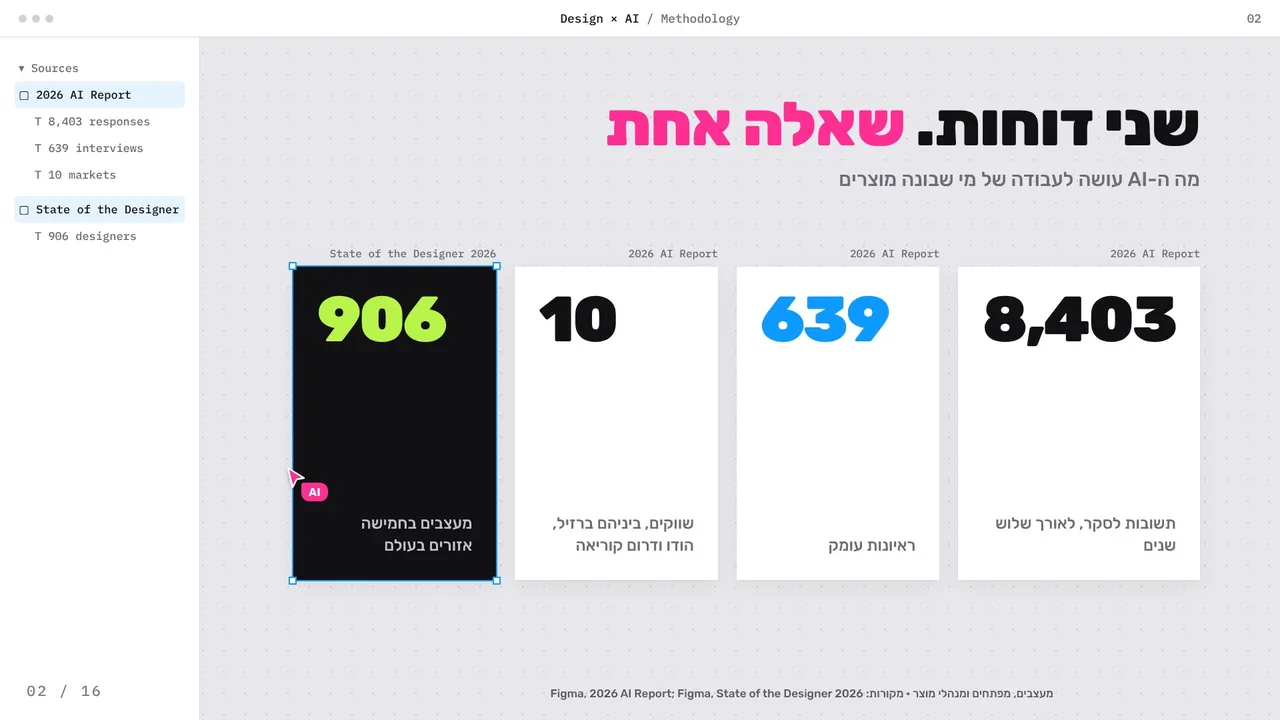 Design × AI / Methodology
02
▼ Sources
2026 AI Report
T 8,403 responses
T 639 interviews
T 10 markets
State of the Designer
T 906 designers
שני דוחות. שאלה אחת
מה ה-AI עושה לעבודה של מי שבונה מוצרים
2026 AI Report
8,403
תשובות לסקר, לאורך שלוש
שנים
2026 AI Report
639
ראיונות עומק
2026 AI Report
10
שווקים, ביניהם ברזיל,
הודו ודרום קוריאה
State of the Designer 2026
906
מעצבים בחמישה
אזורים בעולם
AI
02 / 16
מעצבים, מפתחים ומנהלי מוצר • מקורות: Figma, 2026 AI Report; Figma, State of the Designer 2026